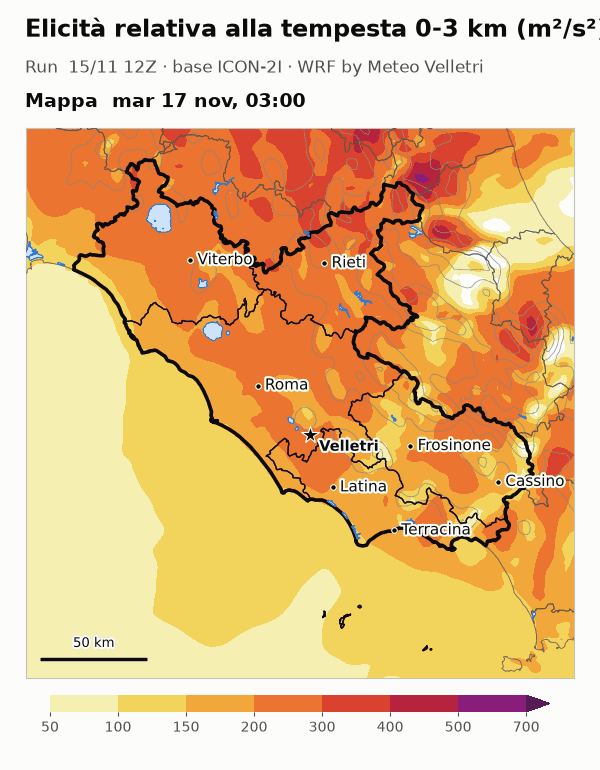 Elicità relativa alla tempesta 0-3 km (m²/s²)
Run 15/11 12Z · base ICON-2I · WRF by Meteo Velletri
Mappa mar 17 nov, 03:00
Viterbo
Rieti
Roma
Velletri
Frosinone
Cassino
Latina
Terracina
50 km
50 100 150 200 300 400 500 700